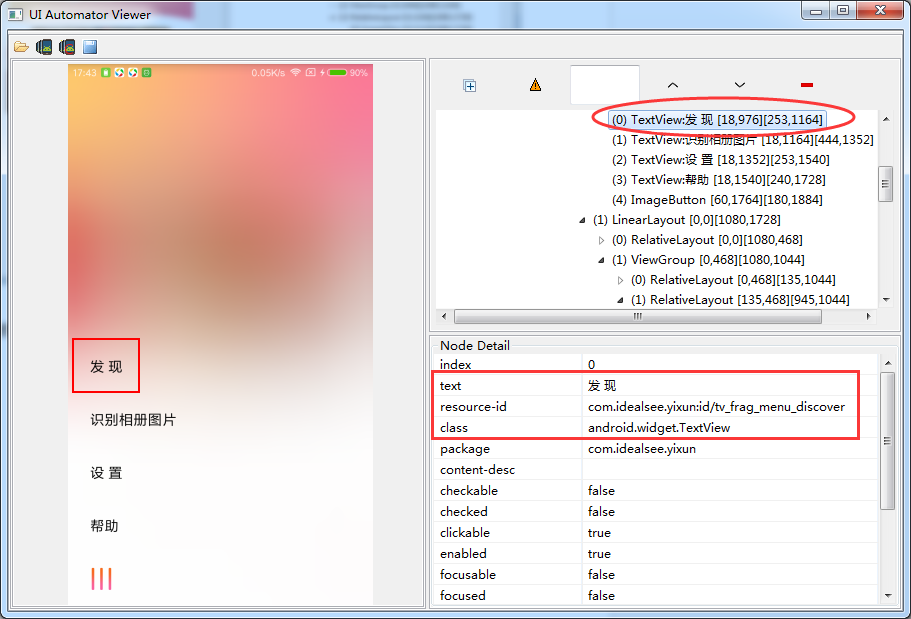 UI Automator Viewer
17:43
0.05K/s
90%
发 现
识别相册图片
设 置
帮助
(0) TextView:发 现 [18,976][253,1164]
(1) TextView:识别相册图片 [18,1164][444,1352]
(2) TextView:设 置 [18,1352][253,1540]
(3) TextView:帮助 [18,1540][240,1728]
(4) ImageButton [60,1764][180,1884]
(1) LinearLayout [0,0][1080,1728]
(0) RelativeLayout [0,0][1080,468]
(1) ViewGroup [0,468][1080,1044]
(0) RelativeLayout [0,468][135,1044]
(1) RelativeLayout [135,468][945,1044]
Node Detail
index 0
text 发 现
resource-id com.idealsee.yixun:id/tv_frag_menu_discover
class android.widget.TextView
package com.idealsee.yixun
content-desc
checkable false
checked false
clickable true
enabled true
focusable false
focused false